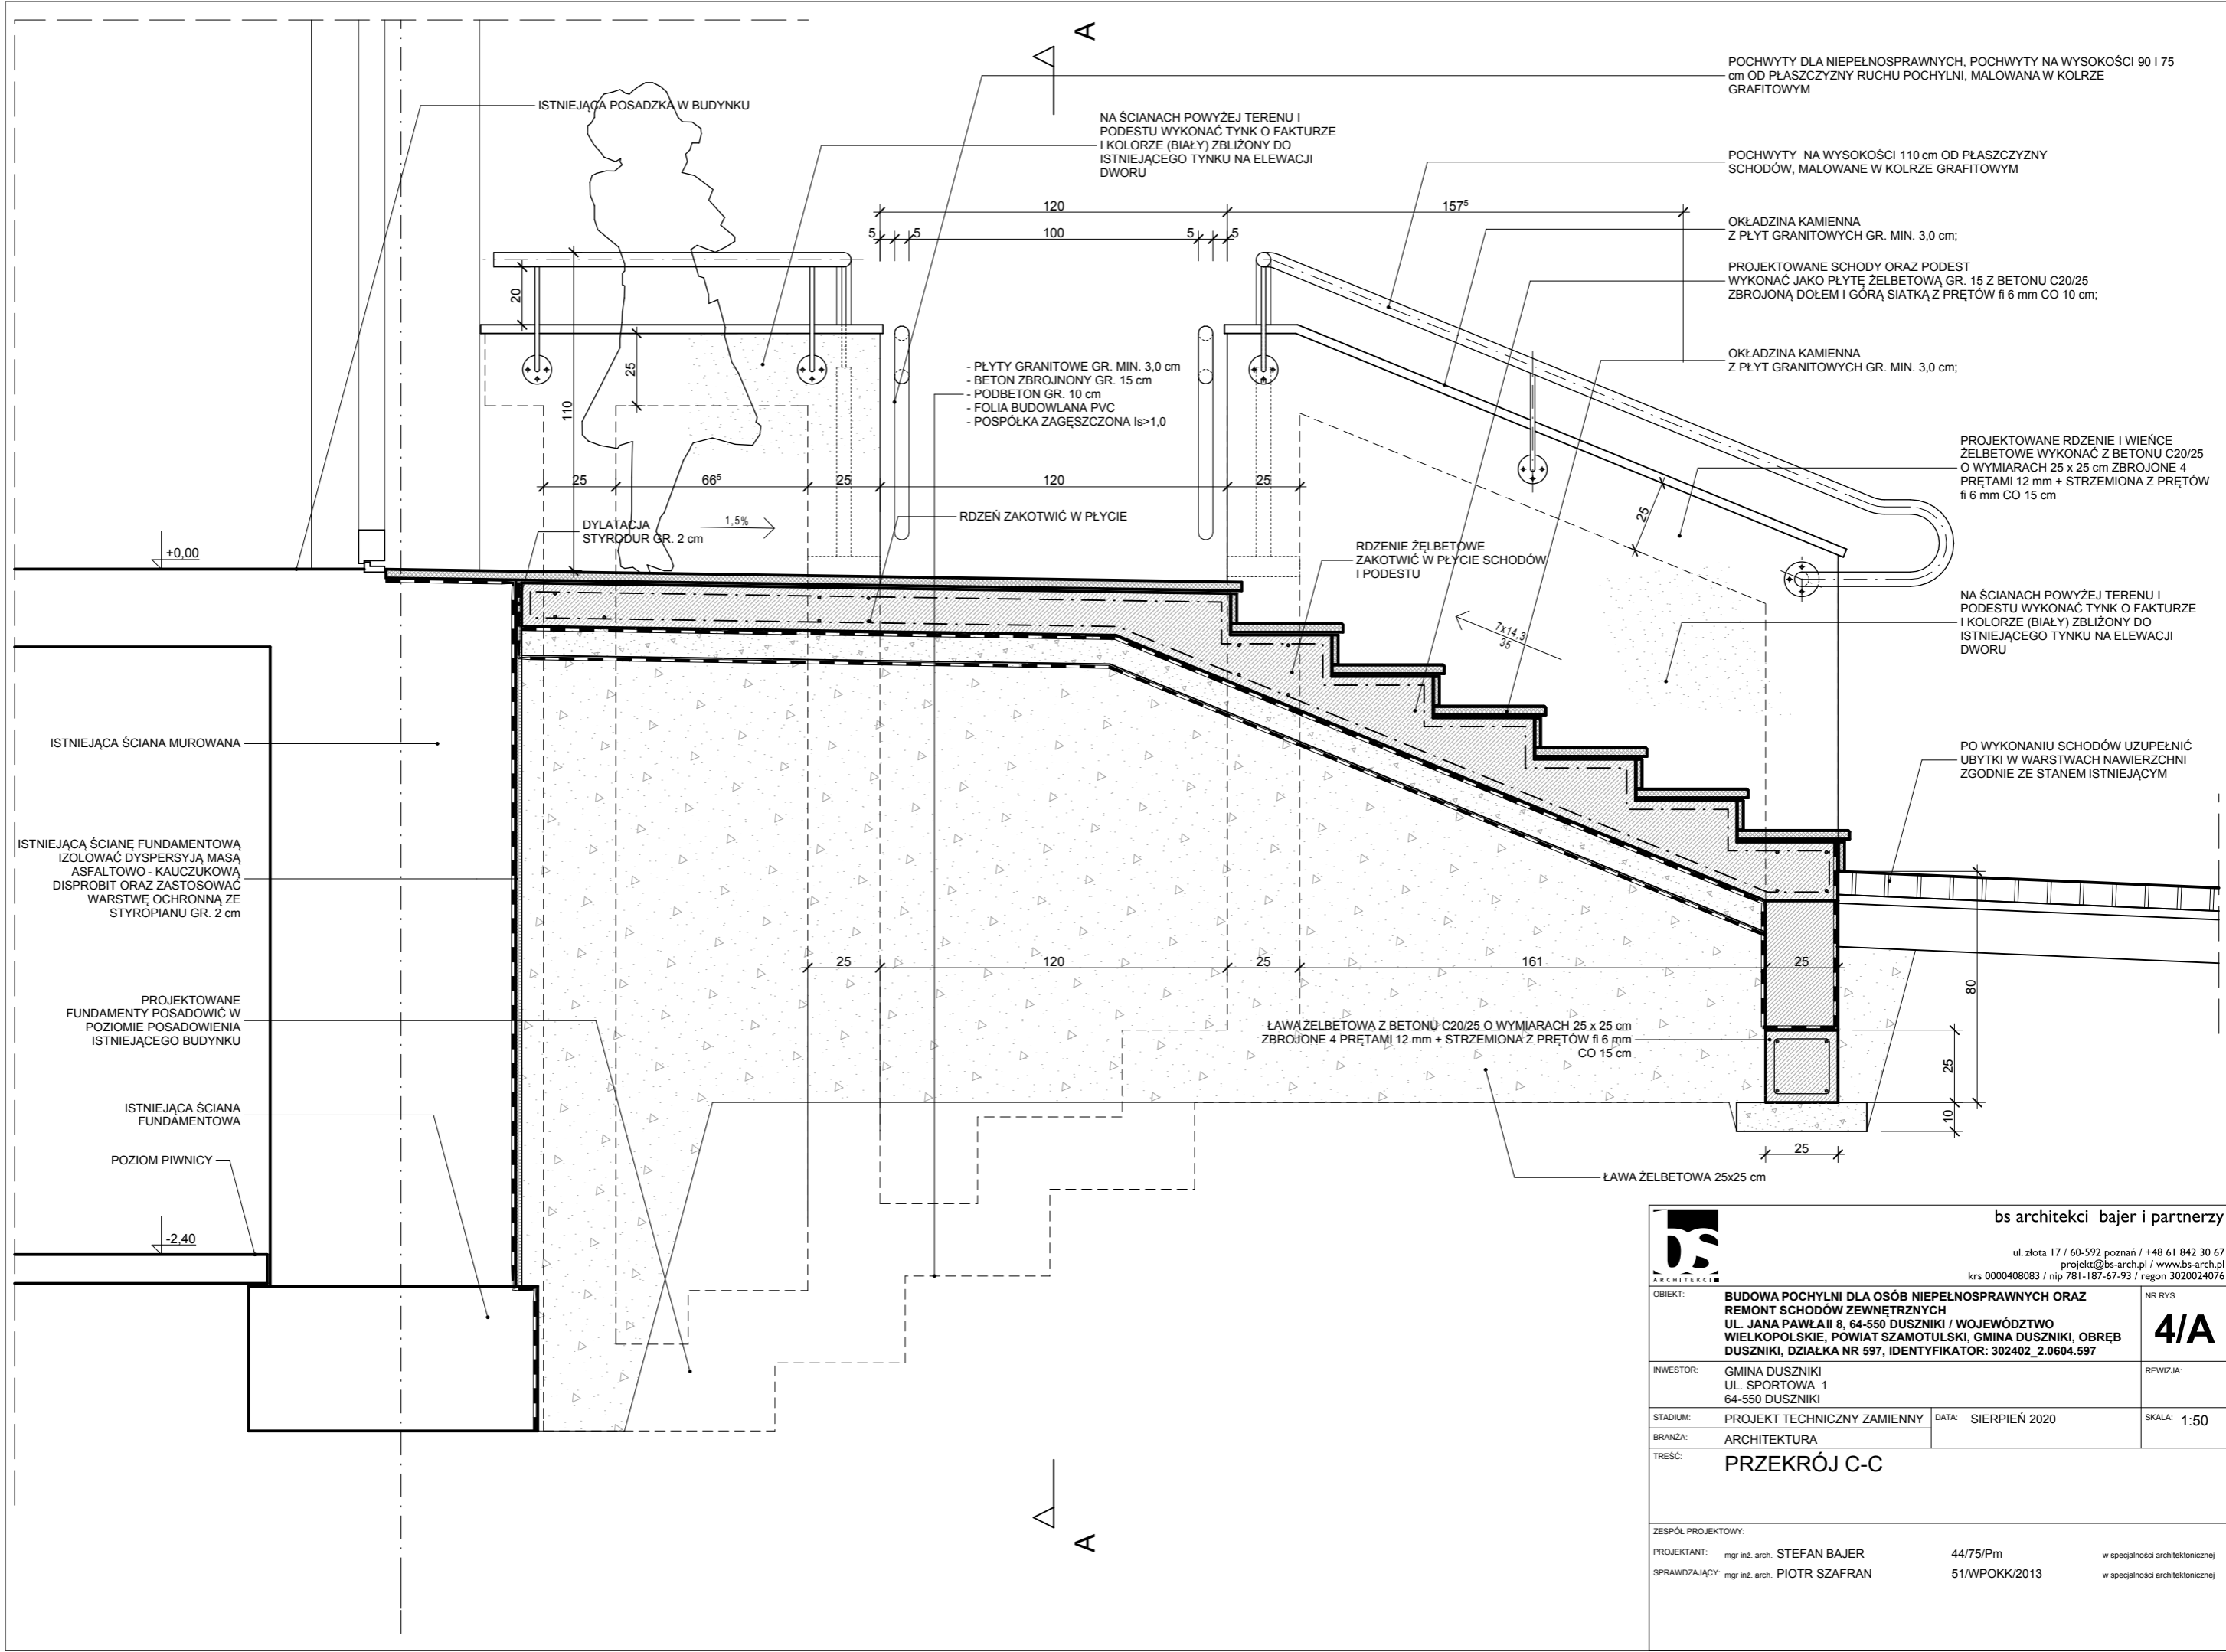 A
POCHWYTY DLA NIEPEŁNOSPRAWNYCH, POCHWYTY NA WYSOKOŚCI 90 I 75
cm OD PŁASZCZYZNY RUCHU POCHYLNI, MALOWANA W KOLRZE
GRAFITOWYM
ISTNIEJĄCA POSADZKA W BUDYNKU
NA ŚCIANACH POWYŻEJ TERENU I
PODESTU WYKONAĆ TYNK O FAKTURZE
I KOLORZE (BIAŁY) ZBLIŻONY DO
ISTNIEJĄCEGO TYNKU NA ELEWACJI
DWORU
POCHWYTY NA WYSOKOŚCI 110 cm OD PŁASZCZYZNY
SCHODÓW, MALOWANE W KOLRZE GRAFITOWYM
120
157⁵
5
5
100
5
5
OKŁADZINA KAMIENNA
Z PŁYT GRANITOWYCH GR. MIN. 3,0 cm;
PROJEKTOWANE SCHODY ORAZ PODEST
WYKONAĆ JAKO PŁYTĘ ŻELBETOWĄ GR. 15 Z BETONU C20/25
ZBROJONĄ DOŁEM I GÓRĄ SIATKĄ Z PRĘTÓW fi 6 mm CO 10 cm;
20
25
110
OKŁADZINA KAMIENNA
Z PŁYT GRANITOWYCH GR. MIN. 3,0 cm;
- PŁYTY GRANITOWE GR. MIN. 3,0 cm
- BETON ZBROJNONY GR. 15 cm
- PODBETON GR. 10 cm
- FOLIA BUDOWLANA PVC
- POSPÓŁKA ZAGĘSZCZONA Is>1,0
PROJEKTOWANE RDZENIE I WIEŃCE
ŻELBETOWE WYKONAĆ Z BETONU C20/25
O WYMIARACH 25 x 25 cm ZBROJONE 4
PRĘTAMI 12 mm + STRZEMIONA Z PRĘTÓW
fi 6 mm CO 15 cm
25
66⁵
25
120
25
25
DYLATACJA
STYRODUR GR. 2 cm
1,5%
RDZEŃ ZAKOTWIĆ W PŁYCIE
+0,00
RDZENIE ŻELBETOWE
ZAKOTWIĆ W PŁYCIE SCHODÓW
I PODESTU
7x14,3
35
NA ŚCIANACH POWYŻEJ TERENU I
PODESTU WYKONAĆ TYNK O FAKTURZE
I KOLORZE (BIAŁY) ZBLIŻONY DO
ISTNIEJĄCEGO TYNKU NA ELEWACJI
DWORU
ISTNIEJĄCA ŚCIANA MUROWANA
PO WYKONANIU SCHODÓW UZUPEŁNIĆ
UBYTKI W WARSTWACH NAWIERZCHNI
ZGODNIE ZE STANEM ISTNIEJĄCYM
ISTNIEJĄCĄ ŚCIANĘ FUNDAMENTOWĄ
IZOLOWAĆ DYSPERSYJĄ MASĄ
ASFALTOWO - KAUCZUKOWĄ
DISPROBIT ORAZ ZASTOSOWAĆ
WARSTWĘ OCHRONNĄ ZE
STYROPIANU GR. 2 cm
25
120
25
161
25
80
PROJEKTOWANE
FUNDAMENTY POSADOWIĆ W
POZIOMIE POSADOWIENIA
ISTNIEJĄCEGO BUDYNKU
ŁAWA ŻELBETOWA Z BETONU C20/25 O WYMIARACH 25 x 25 cm
ZBROJONE 4 PRĘTAMI 12 mm + STRZEMIONA Z PRĘTÓW fi 6 mm
CO 15 cm
25
10
ISTNIEJĄCA ŚCIANA
FUNDAMENTOWA
POZIOM PIWNICY
25
ŁAWA ŻELBETOWA 25x25 cm
-2,40
A
bs
ARCHITEKCI
bs architekci bajer i partnerzy
ul. złota 17 / 60-592 poznań / +48 61 842 30 67
projekt@bs-arch.pl / www.bs-arch.pl
krs 0000408083 / nip 781-187-67-93 / regon 3020024076
OBIEKT:
BUDOWA POCHYLNI DLA OSÓB NIEPEŁNOSPRAWNYCH ORAZ
REMONT SCHODÓW ZEWNĘTRZNYCH
UL. JANA PAWŁA II 8, 64-550 DUSZNIKI / WOJEWÓDZTWO
WIELKOPOLSKIE, POWIAT SZAMOTULSKI, GMINA DUSZNIKI, OBRĘB
DUSZNIKI, DZIAŁKA NR 597, IDENTYFIKATOR: 302402_2.0604.597
NR RYS.
4/A
INWESTOR:
GMINA DUSZNIKI
UL. SPORTOWA 1
64-550 DUSZNIKI
REWIZJA:
STADIUM: PROJEKT TECHNICZNY ZAMIENNY
DATA: SIERPIEŃ 2020
SKALA: 1:50
BRANŻA: ARCHITEKTURA
TREŚĆ: PRZEKRÓJ C-C
ZESPÓŁ PROJEKTOWY:
PROJEKTANT: mgr inż. arch. STEFAN BAJER 44/75/Pm w specjalności architektonicznej
SPRAWDZAJĄCY: mgr inż. arch. PIOTR SZAFRAN 51/WPOKK/2013 w specjalności architektonicznej